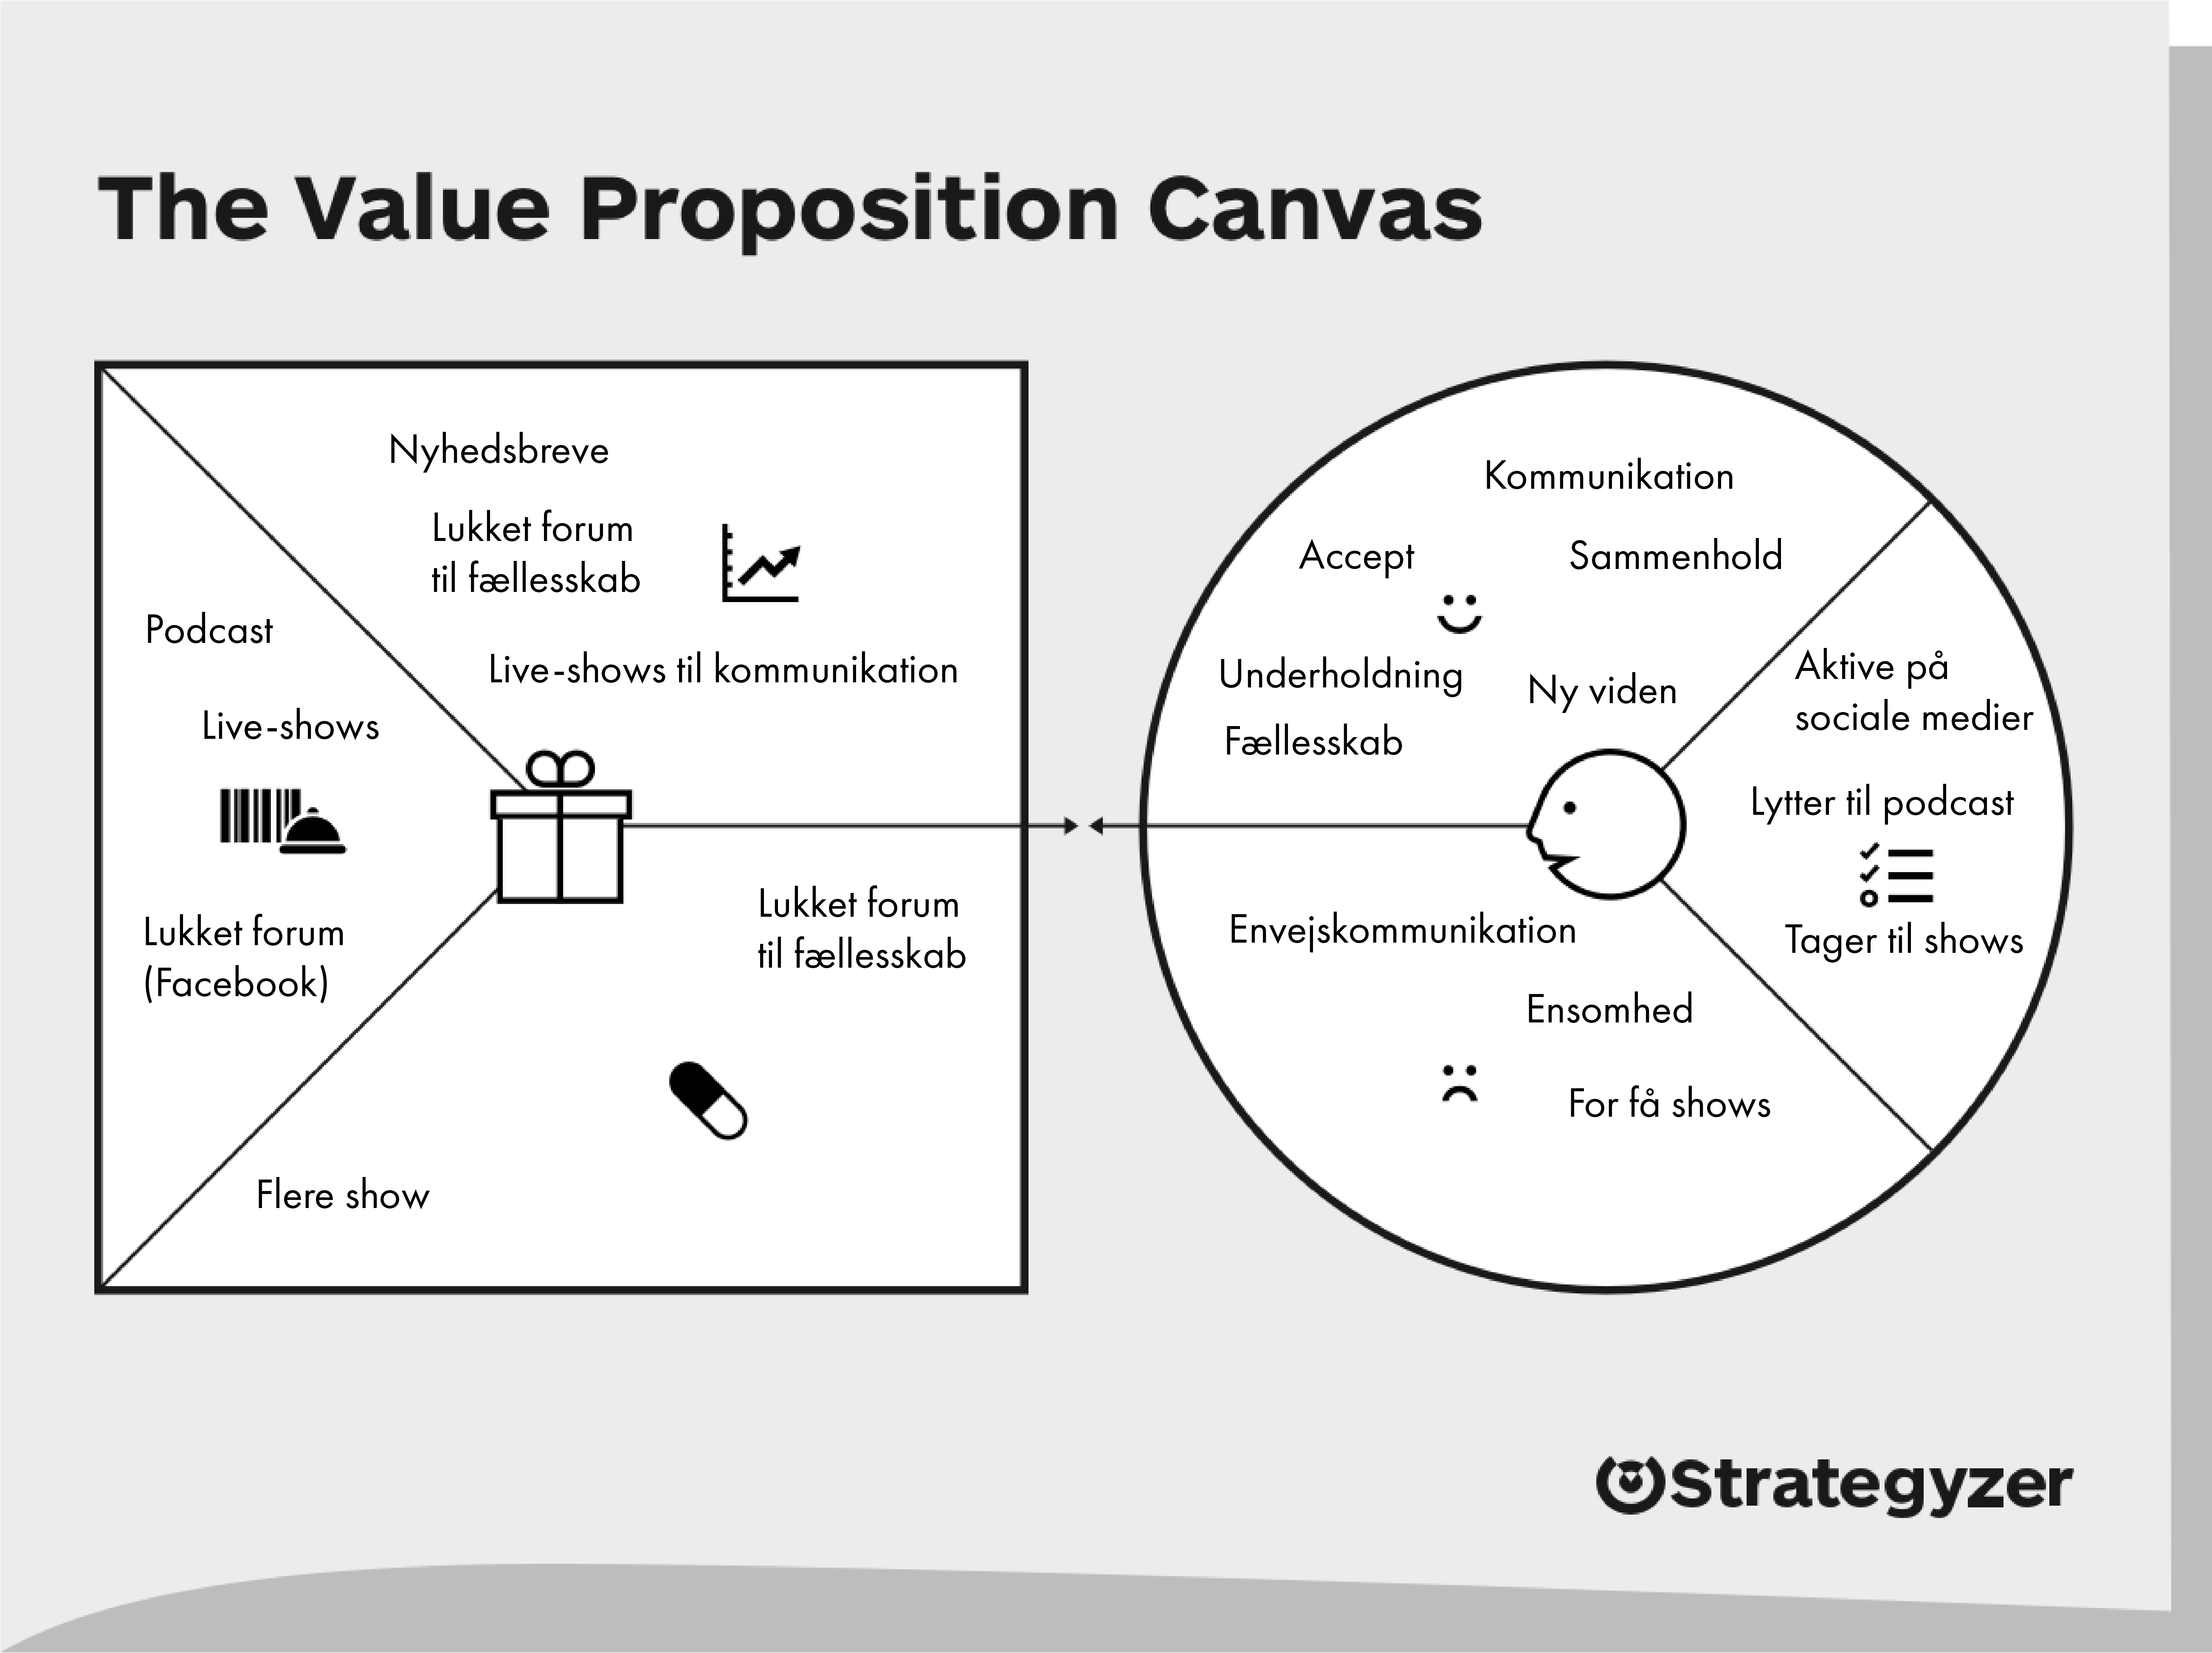 The Value Proposition Canvas
Nyhedsbreve
Lukket forum
til fællesskab
Live-shows til kommunikation
Podcast
Live-shows
Lukket forum
(Facebook)
Lukket forum
til fællesskab
Flere show
Kommunikation
Accept
Sammenhold
Underholdning
Ny viden
Fællesskab
Aktive på
sociale medier
Lytter til podcast
Tager til shows
Envejskommunikation
Ensomhed
For få shows
Strategyzer